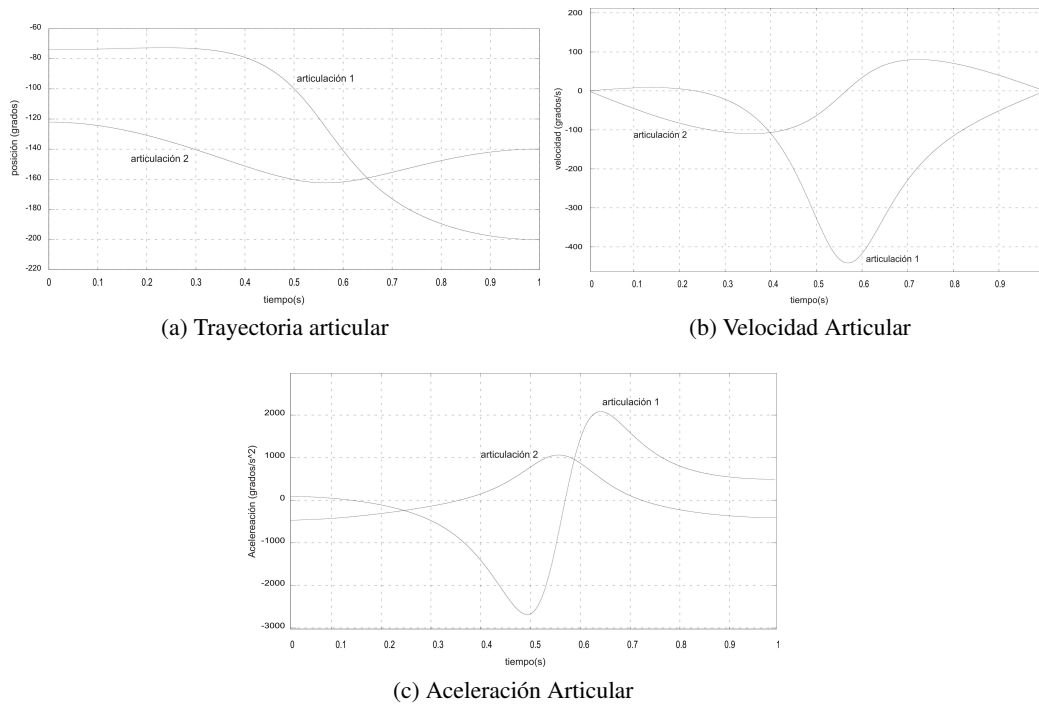 -60
-80
-100
-120
-140
-160
-180
-200
-220
posición (grados)
articulación 1
articulación 2
0 0.1 0.2 0.3 0.4 0.5 0.6 0.7 0.8 0.9 1
tiempo(s)
(a) Trayectoria articular
200
100
0
-100
-200
-300
-400
velocidad (grados/s)
articulación 2
articulación 1
0 0.1 0.2 0.3 0.4 0.5 0.6 0.7 0.8 0.9
tiempo(s)
(b) Velocidad Articular
2000
1000
0
-1000
-2000
-3000
Acelereación (grados/s^2)
articulación 1
articulación 2
0 0.1 0.2 0.3 0.4 0.5 0.6 0.7 0.8 0.9 1
tiempo(s)
(c) Aceleración Articular